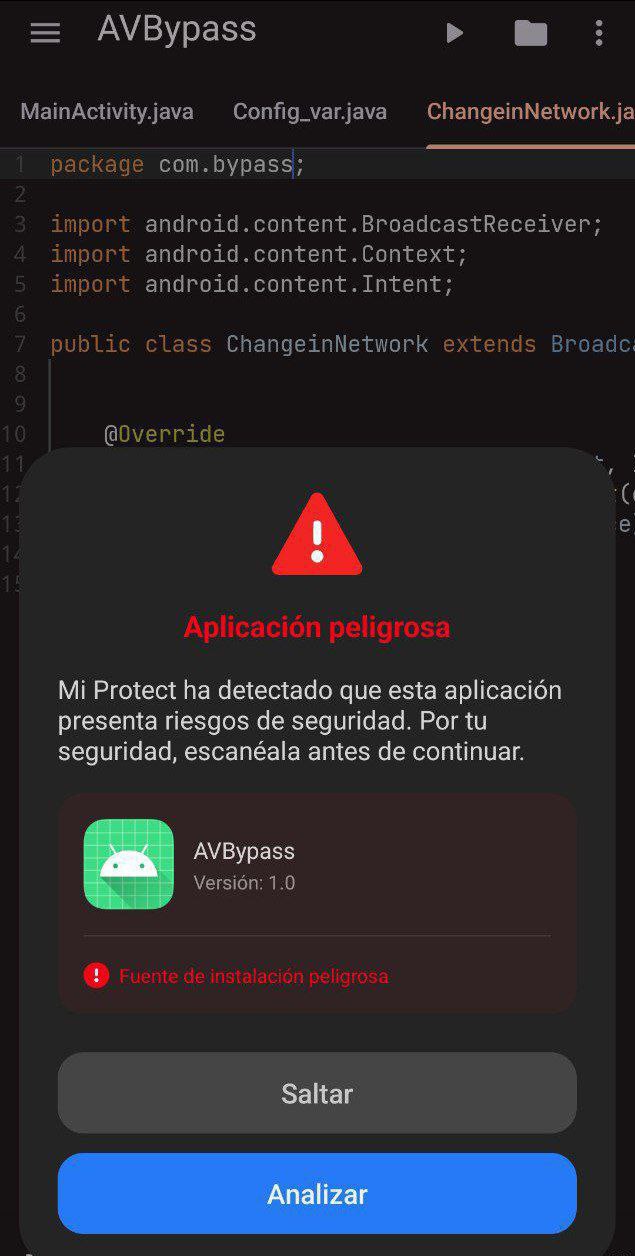 AVBypass
MainActivity.java Config_var.java ChangeinNetwork.ja
1 package com.bypass;
2
3 import android.content.BroadcastReceiver;
4 import android.content.Context;
5 import android.content.Intent;
6
7 public class ChangeinNetwork extends Broadc
8
9
10 @Override
11
12
13
14
15
Aplicación peligrosa
Mi Protect ha detectado que esta aplicación
presenta riesgos de seguridad. Por tu
seguridad, escanéala antes de continuar.
AVBypass
Versión: 1.0
Fuente de instalación peligrosa
Saltar
Analizar